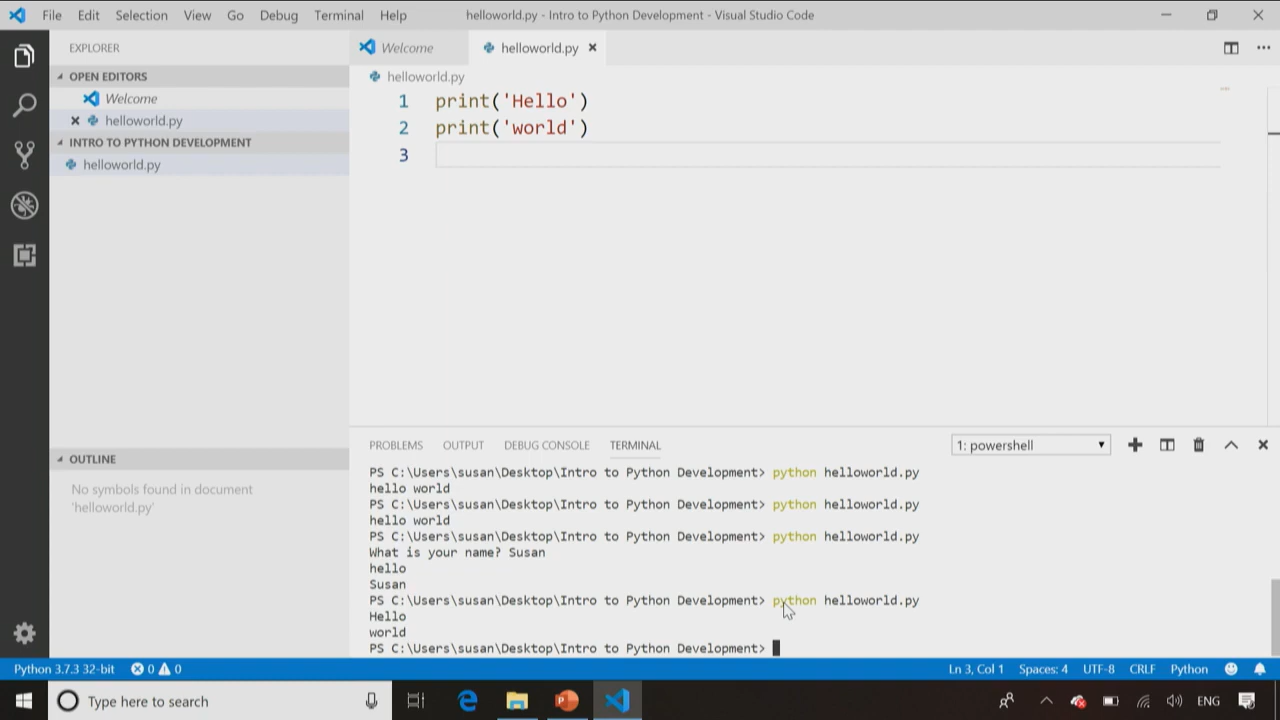 File Edit Selection View Go Debug Terminal Help helloworld.py - Intro to Python Development - Visual Studio Code
EXPLORER
OPEN EDITORS
Welcome
helloworld.py
INTRO TO PYTHON DEVELOPMENT
helloworld.py
OUTLINE
No symbols found in document
'helloworld.py'
Welcome helloworld.py
helloworld.py
1 print('Hello')
2 print('world')
3
PROBLEMS OUTPUT DEBUG CONSOLE TERMINAL 1: powershell
PS C:\Users\susan\Desktop\Intro to Python Development> python helloworld.py
hello world
PS C:\Users\susan\Desktop\Intro to Python Development> python helloworld.py
hello world
PS C:\Users\susan\Desktop\Intro to Python Development> python helloworld.py
What is your name? Susan
hello
Susan
PS C:\Users\susan\Desktop\Intro to Python Development> python helloworld.py
Hello
world
PS C:\Users\susan\Desktop\Intro to Python Development>
Python 3.7.3 32-bit 0 0 Ln 3, Col 1 Spaces: 4 UTF-8 CRLF Python
Type here to search ENG